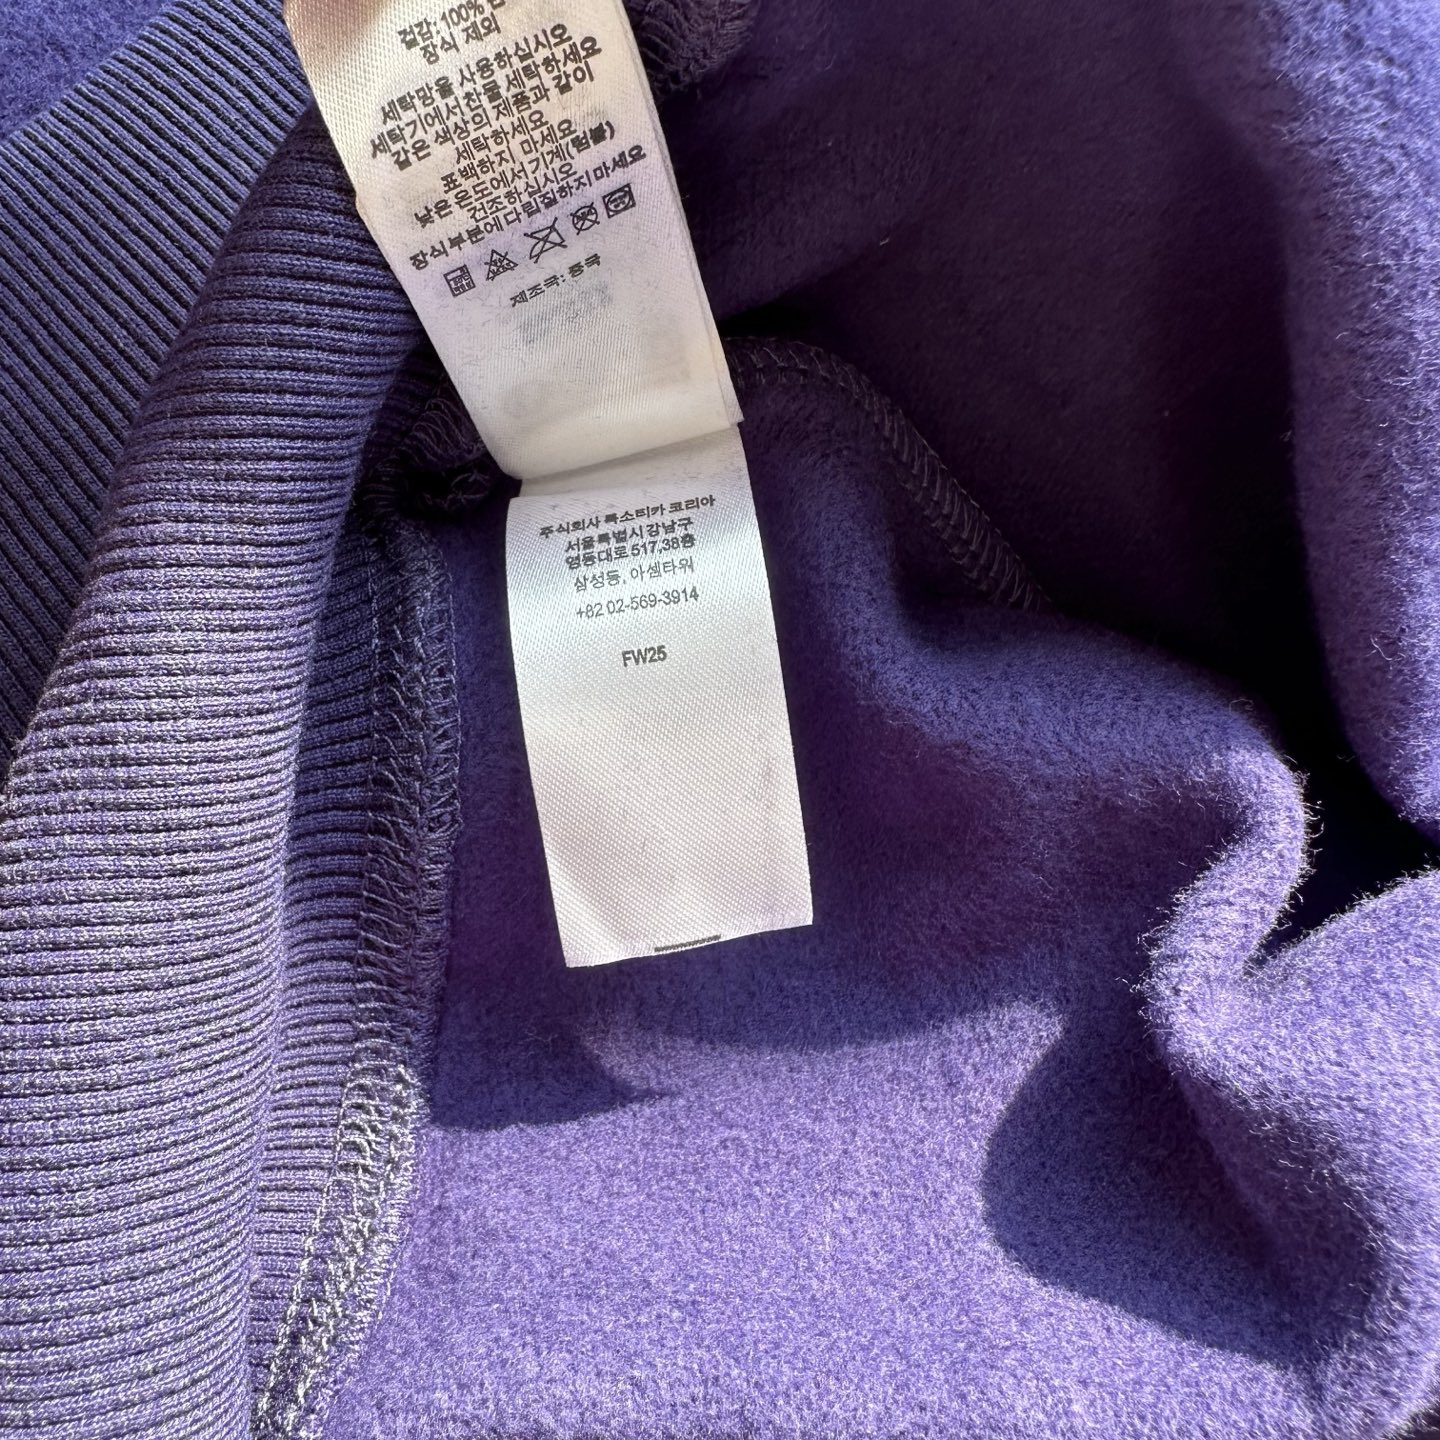 겉감: 100% 면
장식 제외
세탁망을 사용하십시오
세탁기에서 찬물 세탁하세요
같은 색상의 제품과 같이
세탁하세요
표백하지 마세요
낮은 온도에서 기계(텀블)
건조하십시오
장식 부분에 다림질하지 마세요
제조국: 중국
주식회사 록소티카 코리아
서울특별시 강남구
영동대로 517,38층
삼성동, 아셈타워
+82 02-569-3914
FW25